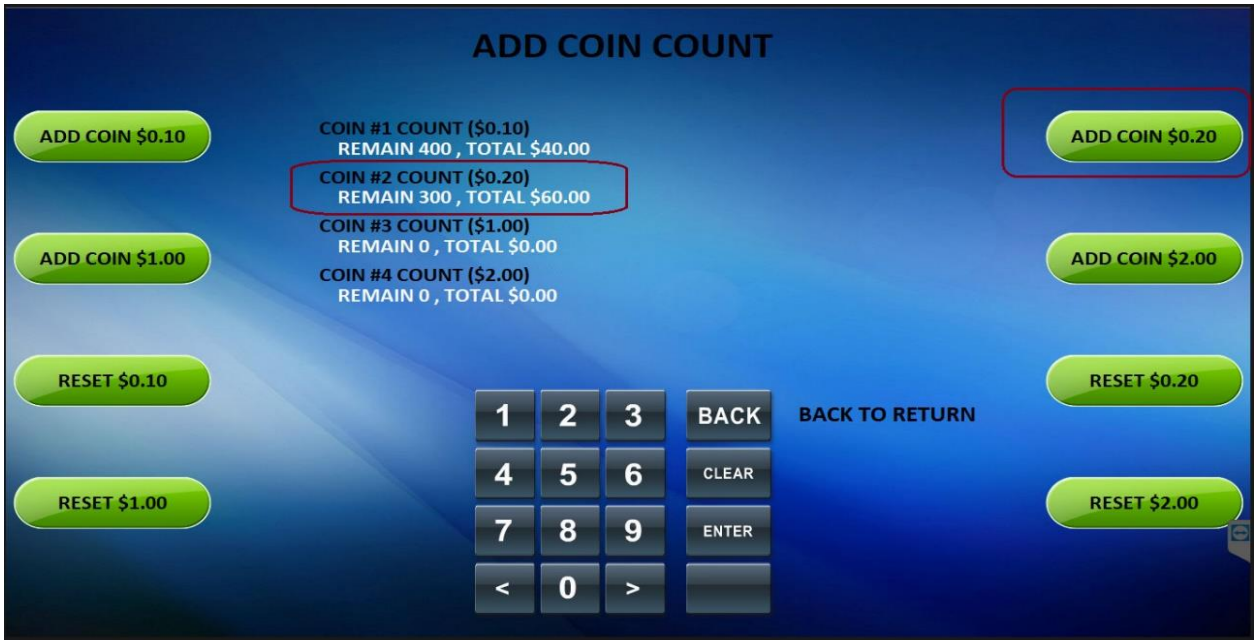 ADD COIN COUNT
ADD COIN $0.10
COIN #1 COUNT ($0.10)
REMAIN 400 , TOTAL $40.00
ADD COIN $0.20
COIN #2 COUNT ($0.20)
REMAIN 300 , TOTAL $60.00
COIN #3 COUNT ($1.00)
REMAIN 0 , TOTAL $0.00
ADD COIN $1.00
ADD COIN $2.00
COIN #4 COUNT ($2.00)
REMAIN 0 , TOTAL $0.00
RESET $0.10
RESET $0.20
1 2 3 BACK BACK TO RETURN
4 5 6 CLEAR
RESET $1.00
RESET $2.00
7 8 9 ENTER
< 0 >